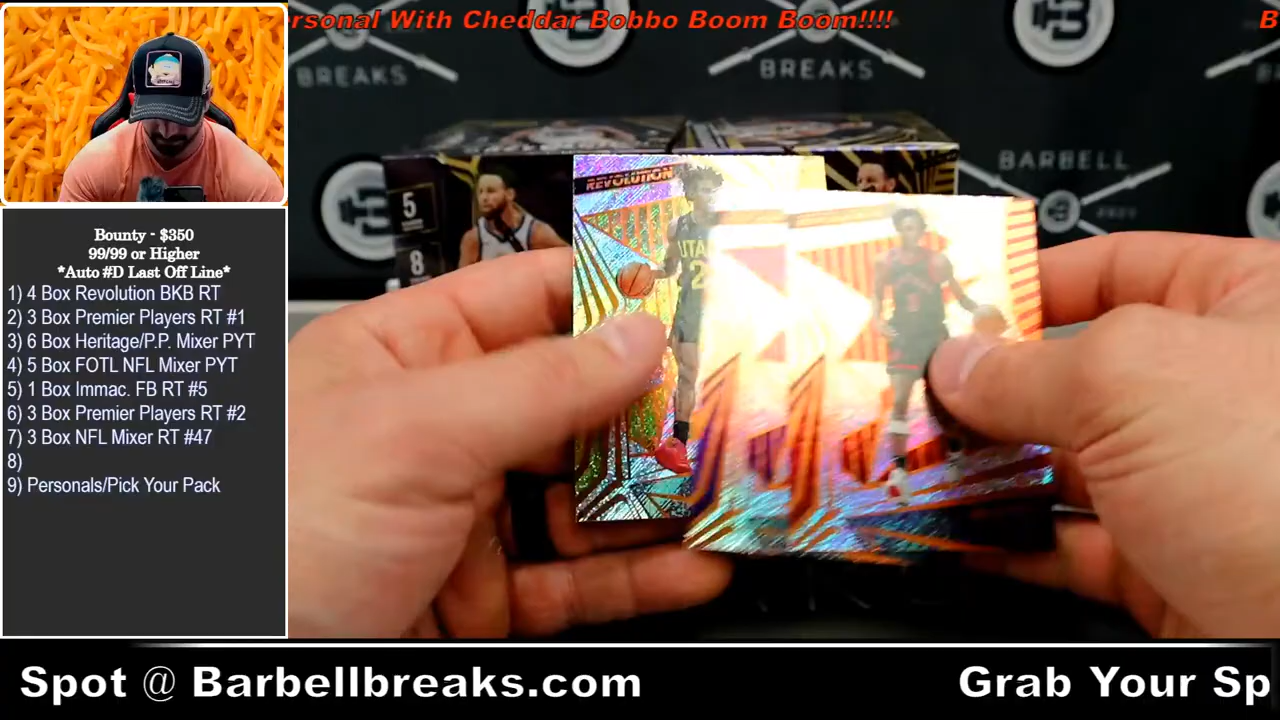 rsonal With Cheddar Bobbo Boom Boom!!!! B
BREAKS
BREAKS
BARBELL
Bounty - $350
99/99 or Higher
*Auto #D Last Off Line*
1) 4 Box Revolution BKB RT
2) 3 Box Premier Players RT #1
3) 6 Box Heritage/P.P. Mixer PYT
4) 5 Box FOTL NFL Mixer PYT
5) 1 Box Immac. FB RT #5
6) 3 Box Premier Players RT #2
7) 3 Box NFL Mixer RT #47
8)
9) Personals/Pick Your Pack
5
8
REVOLUTION
UTA
2
Spot @ Barbellbreaks.com Grab Your Sp